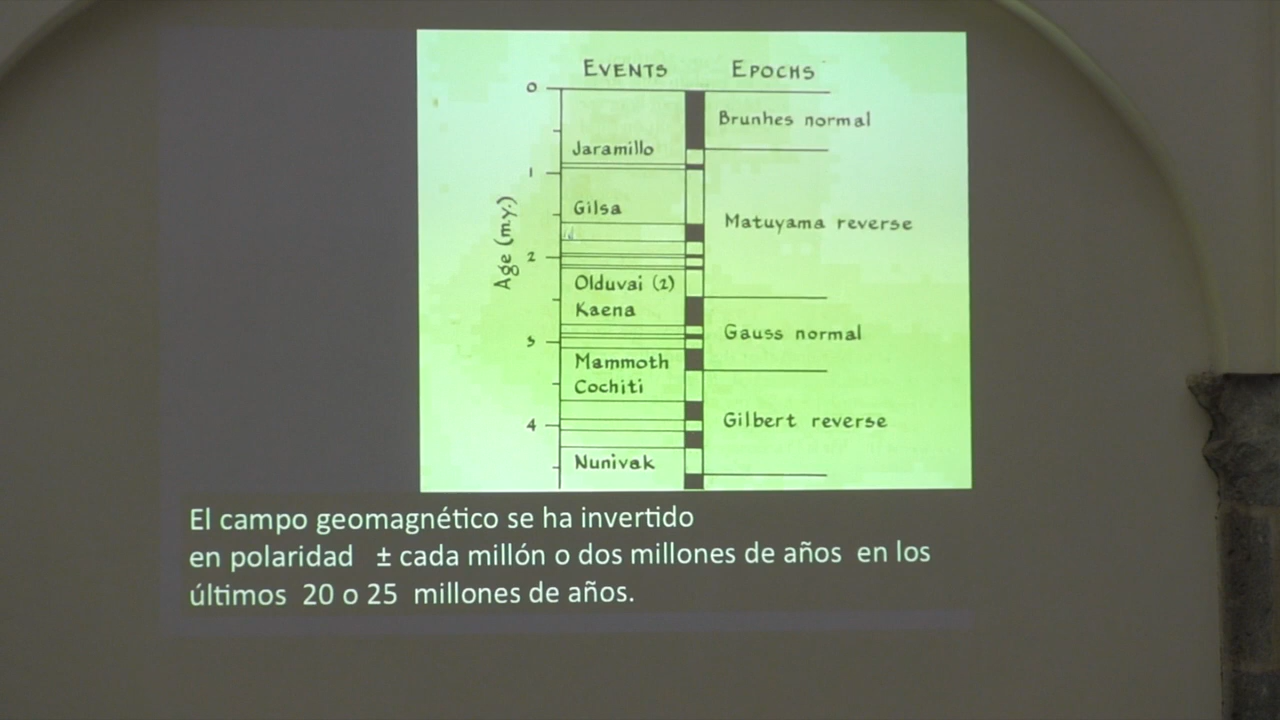 EVENTS EPOCHS
0
Brunhes normal
Jaramillo
1
Gilsa
Matuyama reverse
Age (m.y.)
2
Olduvai (2)
Kaena
Gauss normal
3
Mammoth
Cochiti
4
Gilbert reverse
Nunivak
El campo geomagnético se ha invertido
en polaridad ± cada millón o dos millones de años en los
últimos 20 o 25 millones de años.